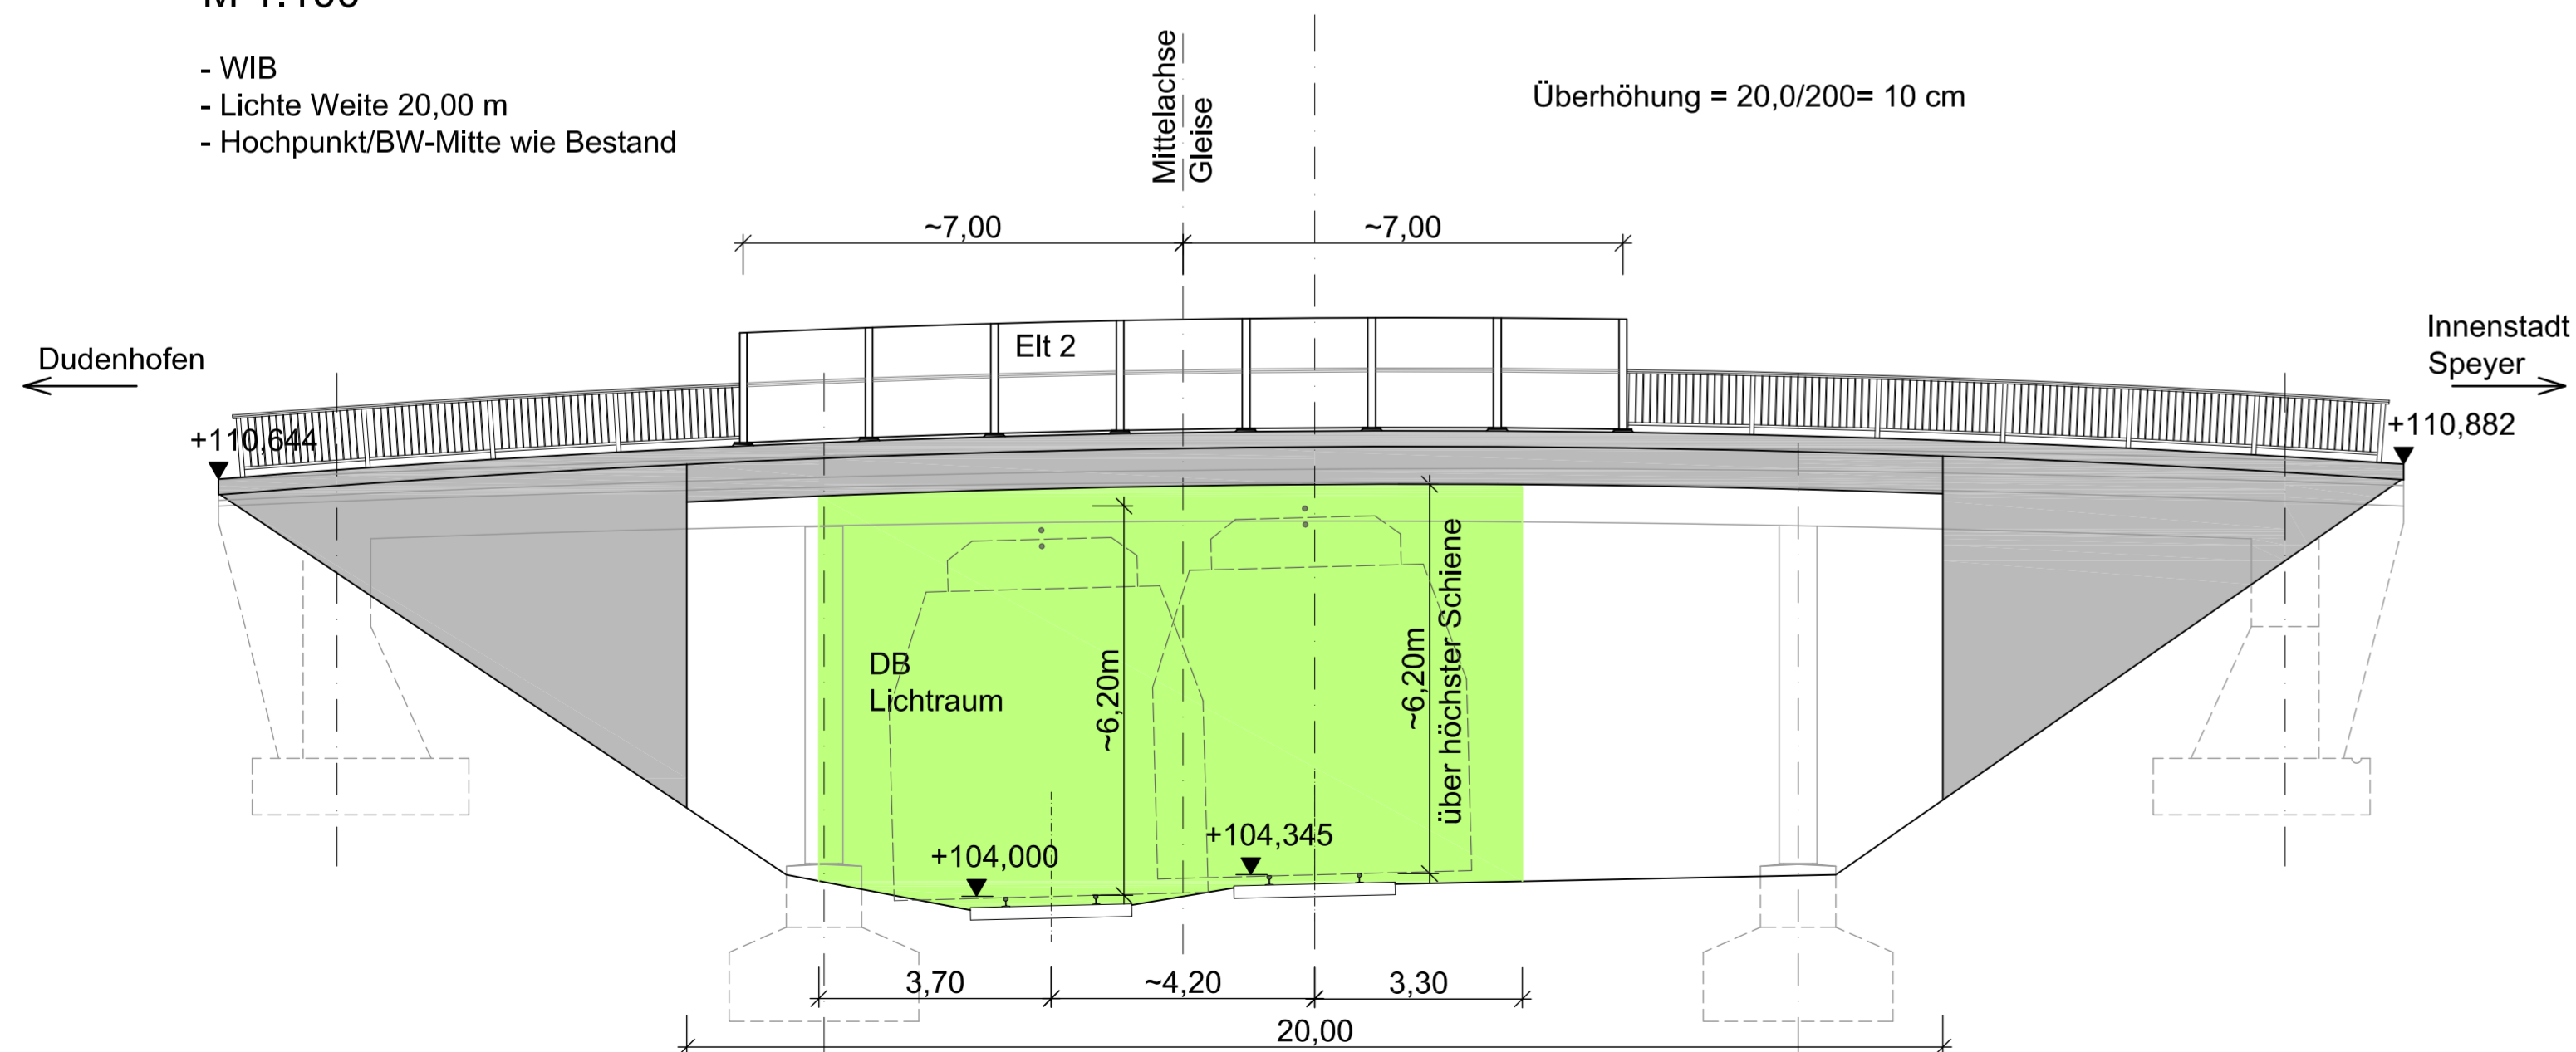 M 1:100
- WIB
- Lichte Weite 20,00 m
- Hochpunkt/BW-Mitte wie Bestand
Mittelachse
Gleise
Überhöhung = 20,0/200= 10 cm
~7,00
~7,00
Dudenhofen
Elt 2
Innenstadt
Speyer
+110,644
+110,882
DB
Lichtraum
~6,20m
~6,20m
über höchster Schiene
+104,000
+104,345
3,70
~4,20
3,30
20,00